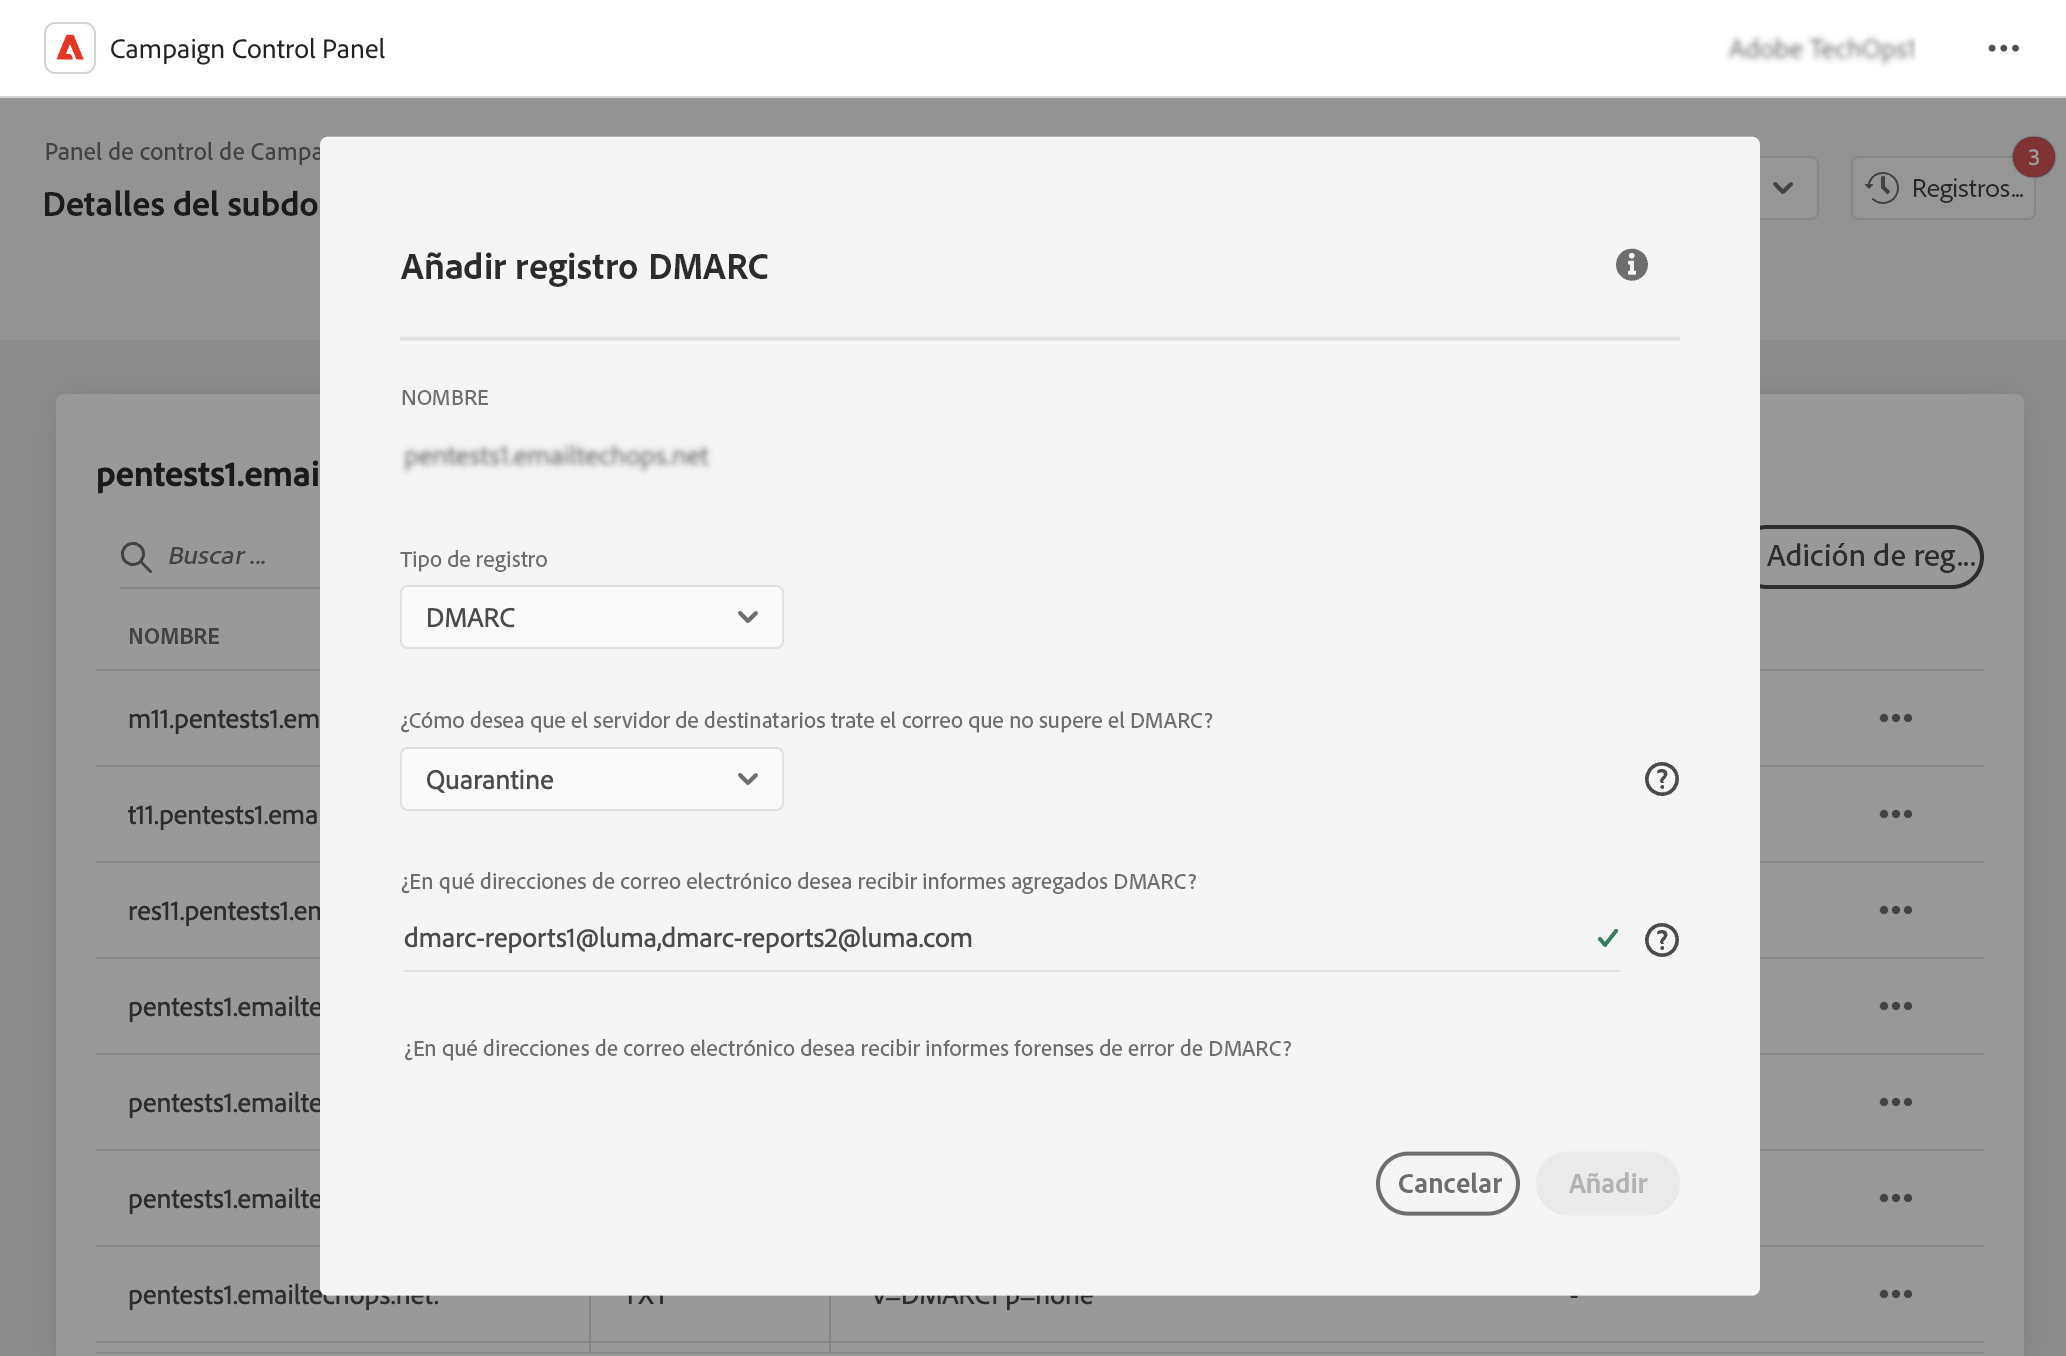 Campaign Control Panel
Adobe TechOps1
Panel de control de Campa
Detalles del subdo
Registros...
3
Añadir registro DMARC
NOMBRE
pentests1.emailtechops.net
Tipo de registro
DMARC
¿Cómo desea que el servidor de destinatarios trate el correo que no supere el DMARC?
Quarantine
¿En qué direcciones de correo electrónico desea recibir informes agregados DMARC?
dmarc-reports1@luma,dmarc-reports2@luma.com
¿En qué direcciones de correo electrónico desea recibir informes forenses de error de DMARC?
Cancelar
Añadir
pentests1.emai
Buscar ...
Adición de reg...
NOMBRE
m11.pentests1.em
t11.pentests1.ema
res11.pentests1.en
pentests1.emailte
pentests1.emailte
pentests1.emailte
pentests1.emailtechops.net. TXT v=DMARC1 p=none -